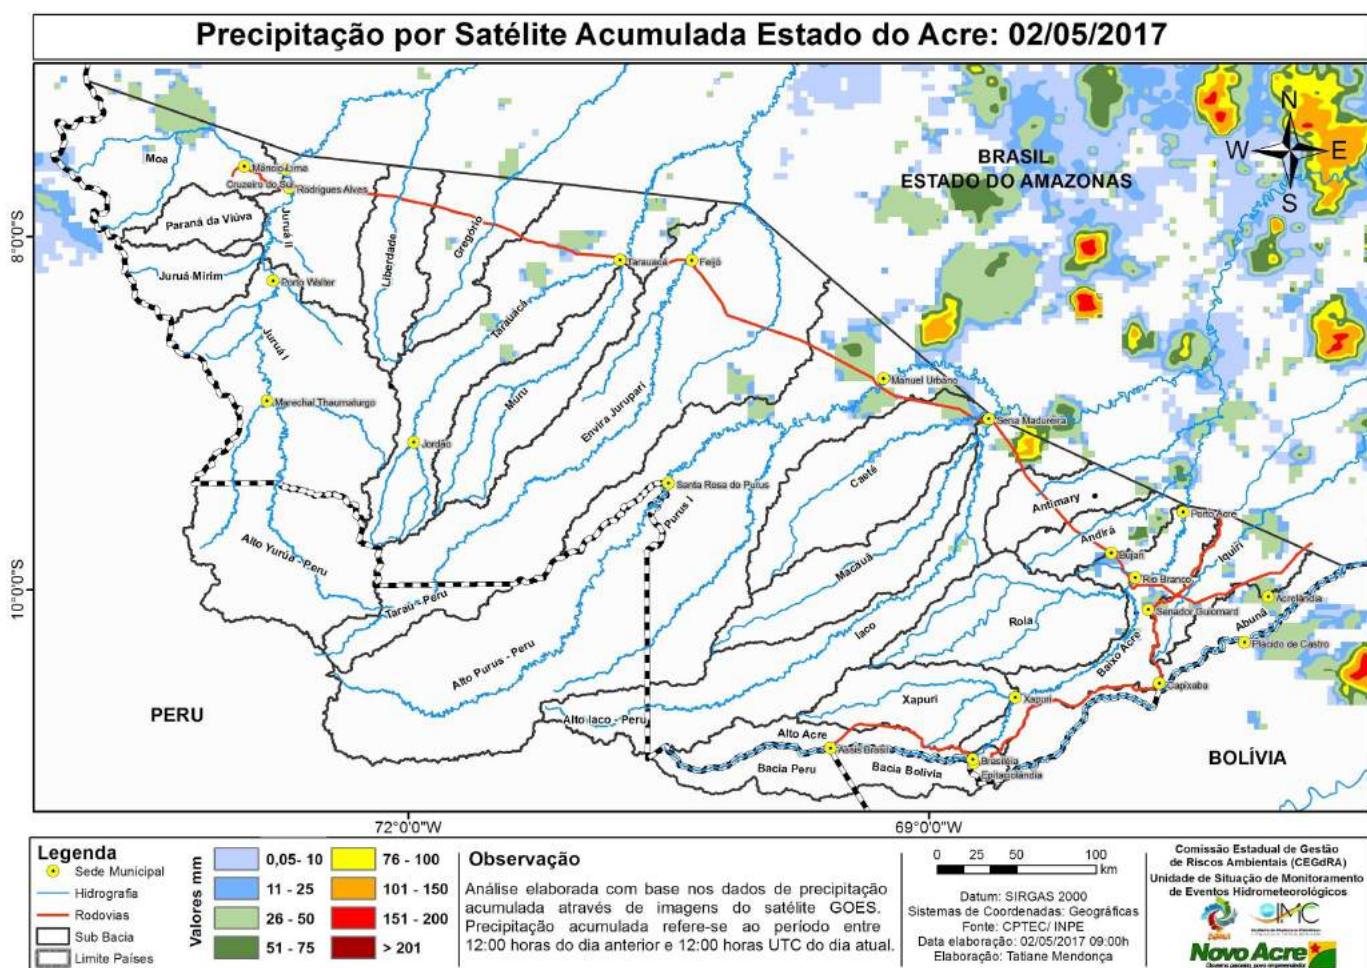 Precipitação por Satélite Acumulada Estado do Acre: 02/05/2017
N
W E
S
BRASIL
ESTADO DO AMAZONAS
Moa
Mâncio Lima
Cruzeiro do Sul
Rodrigues Alves
Paraná da Viúva
Juruá II
Liberdade
Gregório
8°0'0"S
Juruá-Mirim
Porto Walter
Tarauacá
Feijó
Tarauacá
Juruá I
Muru
Envira Jurupari
Manuel Urbano
Marechal Thaumaturgo
Jordão
Sena Madureira
Caeté
Santa Rosa do Purus
Purus I
Antimary
Porto Acre
Andirá
Iquiri
Bujari
Alto Yurúa - Peru
Macauã
Rio Branco
10°0'0"S
Taraú - Peru
Acrelândia
Senador Guiomard
Abunã
Iaco
Rola
Plácido de Castro
Alto Purus - Peru
Baixo Acre
Capixaba
Xapuri
Xapuri
PERU
Alto Iaco - Peru
Alto Acre
Assis Brasil
Brasiléia
Epitaciolândia
Bacia Peru
Bacia Bolivia
BOLÍVIA
72°0'0"W
69°0'0"W
Legenda
Sede Municipal
Hidrografia
Rodovias
Sub Bacia
Limite Países
Valores mm
0,05- 10
11 - 25
26 - 50
51 - 75
76 - 100
101 - 150
151 - 200
> 201
Observação
Análise elaborada com base nos dados de precipitação
acumulada através de imagens do satélite GOES.
Precipitação acumulada refere-se ao período entre
12:00 horas do dia anterior e 12:00 horas UTC do dia atual.
0 25 50 100
km
Datum: SIRGAS 2000
Sistemas de Coordenadas: Geográficas
Fonte: CPTEC/ INPE
Data elaboração: 02/05/2017 09:00h
Elaboração: Tatiane Mendonça
Comissão Estadual de Gestão
de Riscos Ambientais (CEGdRA)
Unidade de Situação de Monitoramento
de Eventos Hidrometeorológicos
IMC
Novo Acre